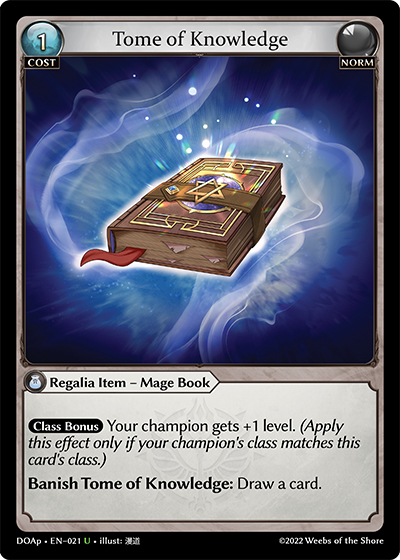 1
Tome of Knowledge
COST
NORM
Regalia Item – Mage Book
Class Bonus Your champion gets +1 level. (Apply
this effect only if your champion's class matches this
card's class.)
Banish Tome of Knowledge: Draw a card.
DOAp • EN–021 U • illust: 漫道
©2022 Weebs of the Shore